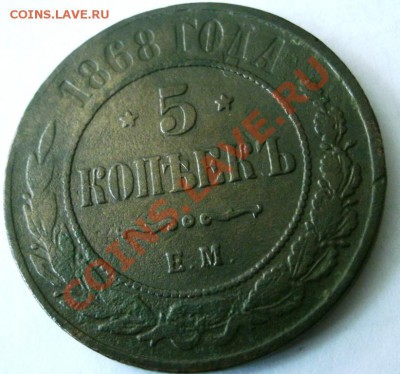 COINS.LAVE.RU
1868 ГОДА
5
КОПѢЕКЪ
Е.М.
COINS.LAVE.RU